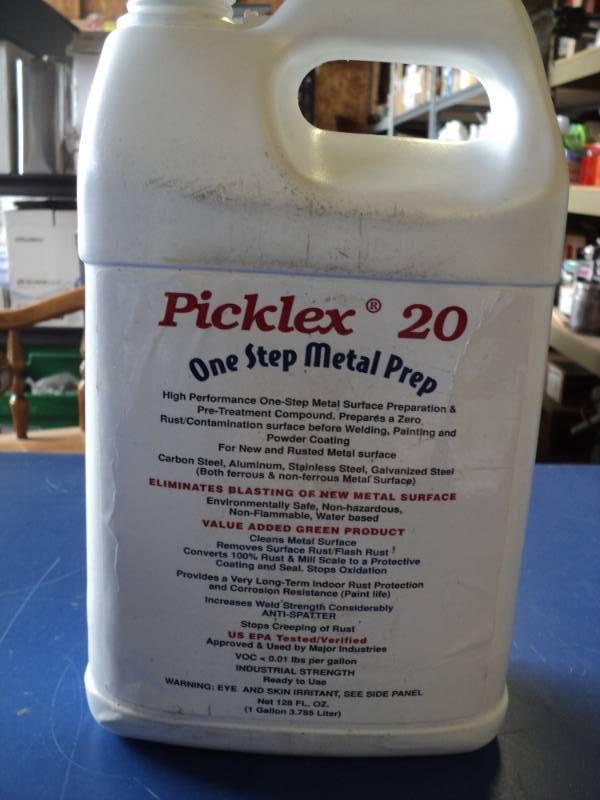 Picklex ® 20
One Step Metal Prep
High Performance One-Step Metal Surface Preparation &
Pre-Treatment Compound. Prepares a Zero
Rust/Contamination surface before Welding, Painting and
Powder Coating
For New and Rusted Metal surface
Carbon Steel, Aluminum, Stainless Steel, Galvanized Steel
(Both ferrous & non-ferrous Metal Surface)
ELIMINATES BLASTING OF NEW METAL SURFACE
Environmentally Safe, Non-hazardous,
Non-Flammable, Water based
VALUE ADDED GREEN PRODUCT
Cleans Metal Surface
Removes Surface Rust/Flash Rust !
Converts 100% Rust & Mill Scale to a Protective
Coating and Seal. Stops Oxidation
Provides a Very Long-Term Indoor Rust Protection
and Corrosion Resistance (Paint life)
Increases Weld Strength Considerably
ANTI-SPATTER
Stops Creeping of Rust
US EPA Tested/Verified
Approved & Used by Major Industries
VOC < 0.01 lbs per gallon
INDUSTRIAL STRENGTH
Ready to Use
WARNING: EYE AND SKIN IRRITANT, SEE SIDE PANEL
Net 128 FL. OZ.
(1 Gallon 3.785 Liter)